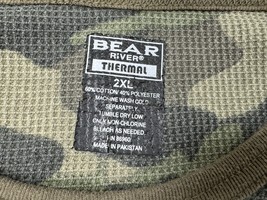 BEAR
RIVER®
THERMAL
2XL
60% COTTON/ 40% POLYESTER
MACHINE WASH COLD
SEPARATELY.
TUMBLE DRY LOW
ONLY NON-CHLORINE
BLEACH AS NEEDED.
MADE IN PAKISTAN